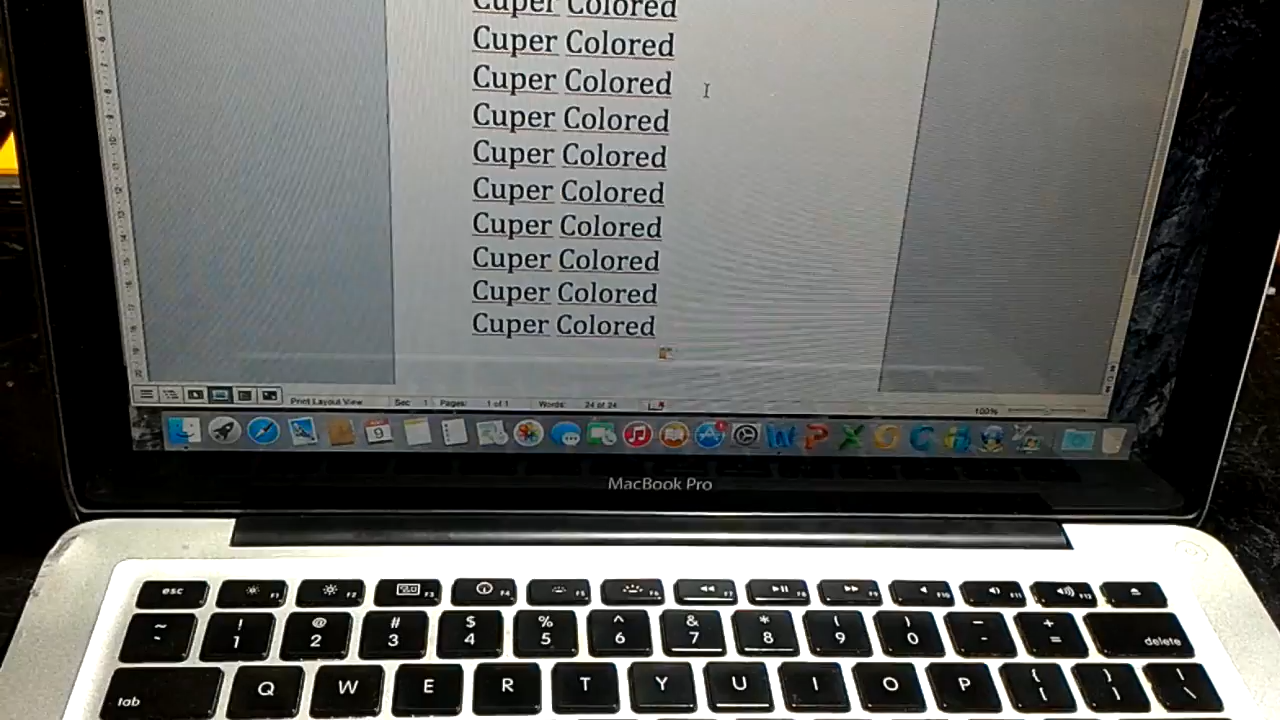 Cuper Colored
Cuper Colored
Cuper Colored
Cuper Colored
Cuper Colored
Cuper Colored
Cuper Colored
Cuper Colored
Cuper Colored
Cuper Colored
Print Layout View Sec 1 Pages: 1 of 1 Words: 24 of 24 100%
9
MacBook Pro
esc F1 F2 F3 F4 F5 F6 F7 F8 F9 F10 F11 F12
~ ! @ # $ % ^ & * ( ) _ +
` 1 2 3 4 5 6 7 8 9 0 - = delete
tab Q W E R T Y U I O P { [ } ] | \